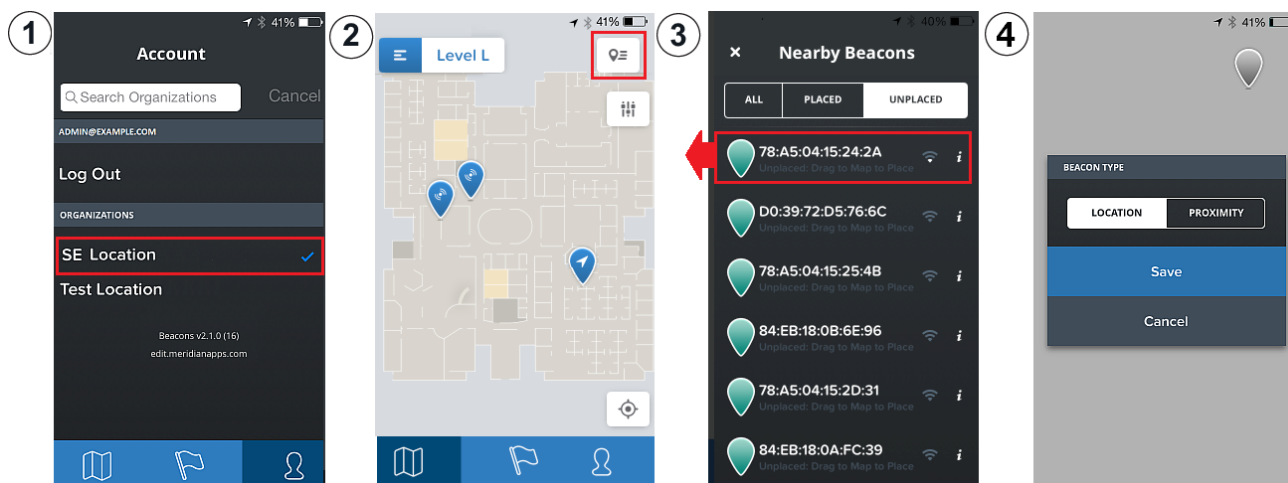 1
41%
Account
Search Organizations
Cancel
ADMIN@EXAMPLE.COM
Log Out
ORGANIZATIONS
SE Location
Test Location
Beacons v2.1.0 (16)
edit.meridianapps.com
2
41%
Level L
3
40%
Nearby Beacons
ALL
PLACED
UNPLACED
78:A5:04:15:24:2A
Unplaced: Drag to Map to Place
i
D0:39:72:D5:76:6C
Unplaced: Drag to Map to Place
i
78:A5:04:15:25:4B
Unplaced: Drag to Map to Place
i
84:EB:18:0B:6E:96
Unplaced: Drag to Map to Place
i
78:A5:04:15:2D:31
Unplaced: Drag to Map to Place
i
84:EB:18:0A:FC:39
Unplaced: Drag to Map to Place
i
4
41%
BEACON TYPE
LOCATION
PROXIMITY
Save
Cancel